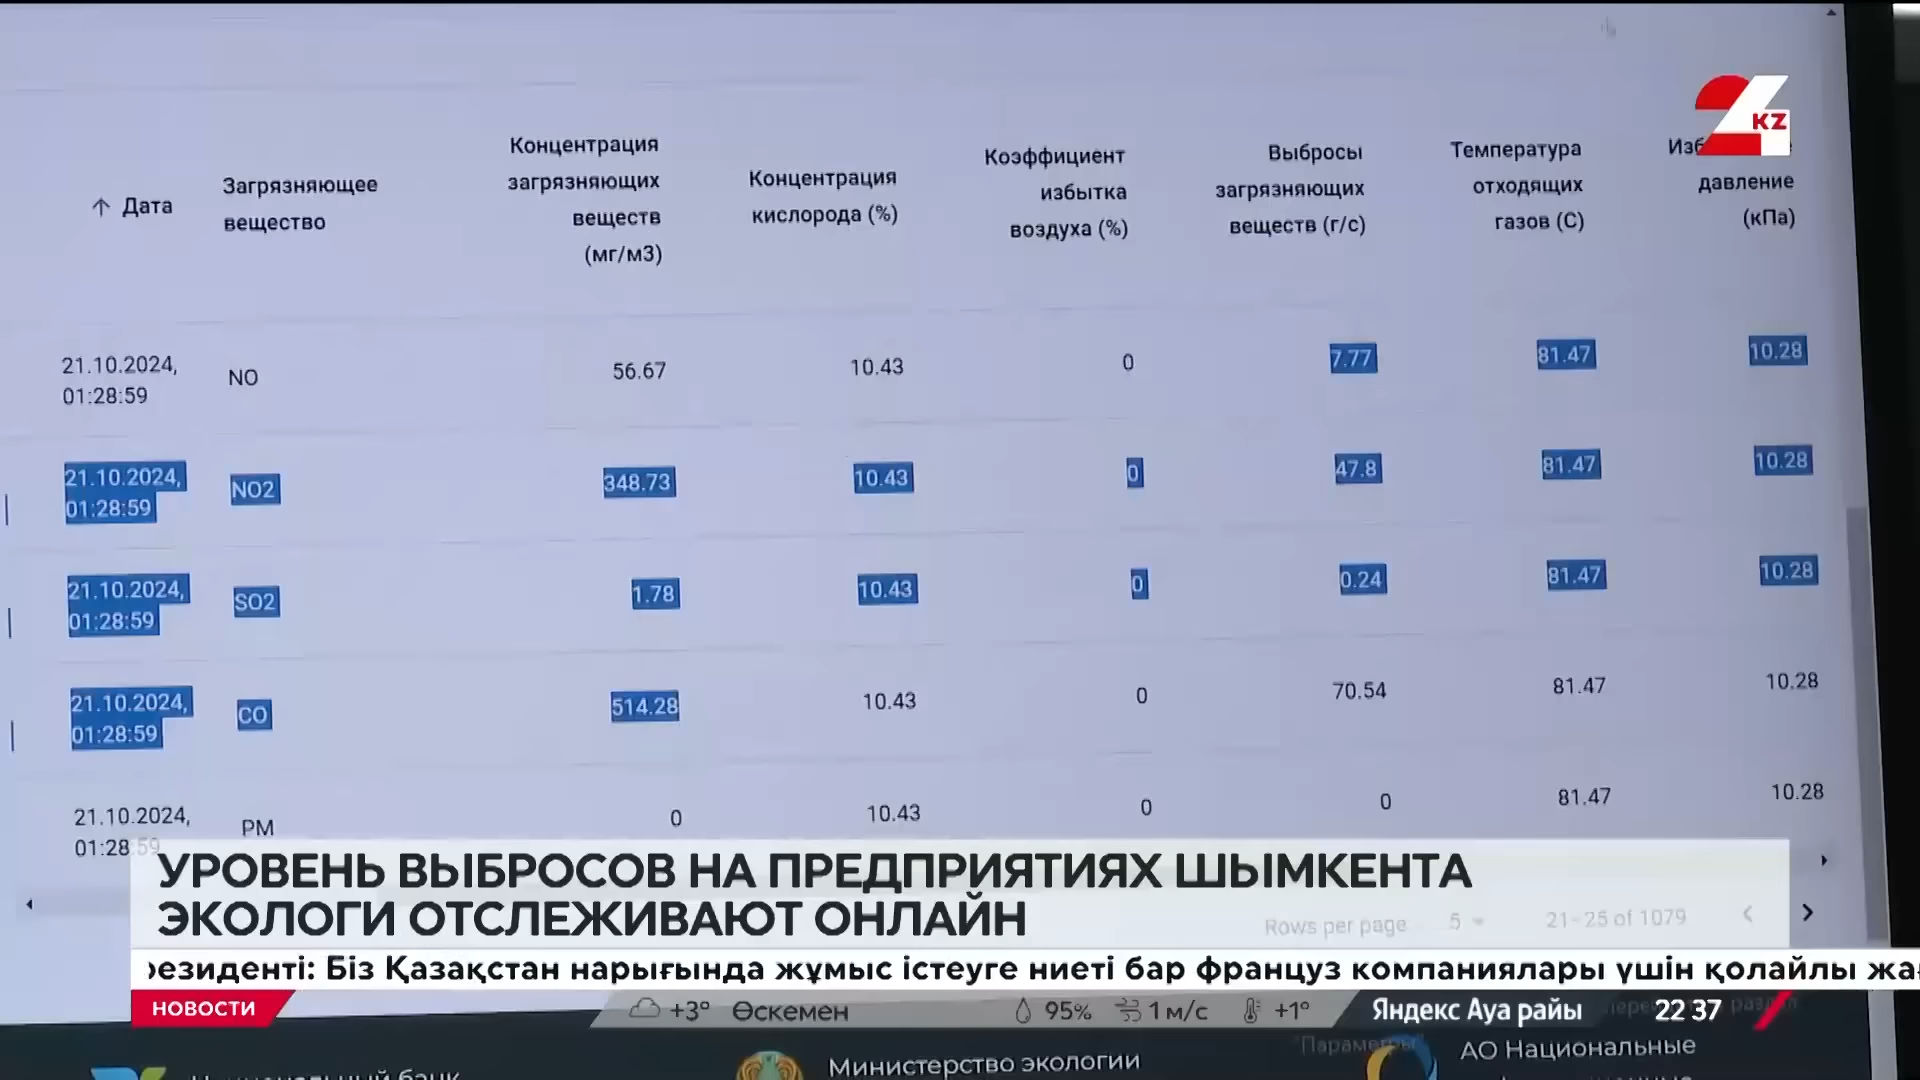 24 KZ
↑ Дата
Загрязняющее
вещество
Концентрация
загрязняющих
веществ
(мг/м3)
Концентрация
кислорода (%)
Коэффициент
избытка
воздуха (%)
Выбросы
загрязняющих
веществ (г/с)
Температура
отходящих
газов (С)
давление
(кПа)
21.10.2024,
01:28:59
NO 56.67 10.43 0 7.77 81.47 10.28
21.10.2024,
01:28:59
NO2 348.73 10.43 0 47.8 81.47 10.28
21.10.2024,
01:28:59
SO2 1.78 10.43 0 0.24 81.47 10.28
21.10.2024,
01:28:59
CO 514.28 10.43 0 70.54 81.47 10.28
21.10.2024,
01:28:59
PM 0 10.43 0 0 81.47 10.28
УРОВЕНЬ ВЫБРОСОВ НА ПРЕДПРИЯТИЯХ ШЫМКЕНТА
ЭКОЛОГИ ОТСЛЕЖИВАЮТ ОНЛАЙН
Rows per page 5 21-25 of 1079
резиденті: Біз Қазақстан нарығында жұмыс істеуге ниеті бар француз компаниялары үшін қолайлы
НОВОСТИ
+3° Өскемен 95% 1 м/с +1° Яндекс Ауа райы 22 37
"Параметры"
Министерство экологии
АО Национальные